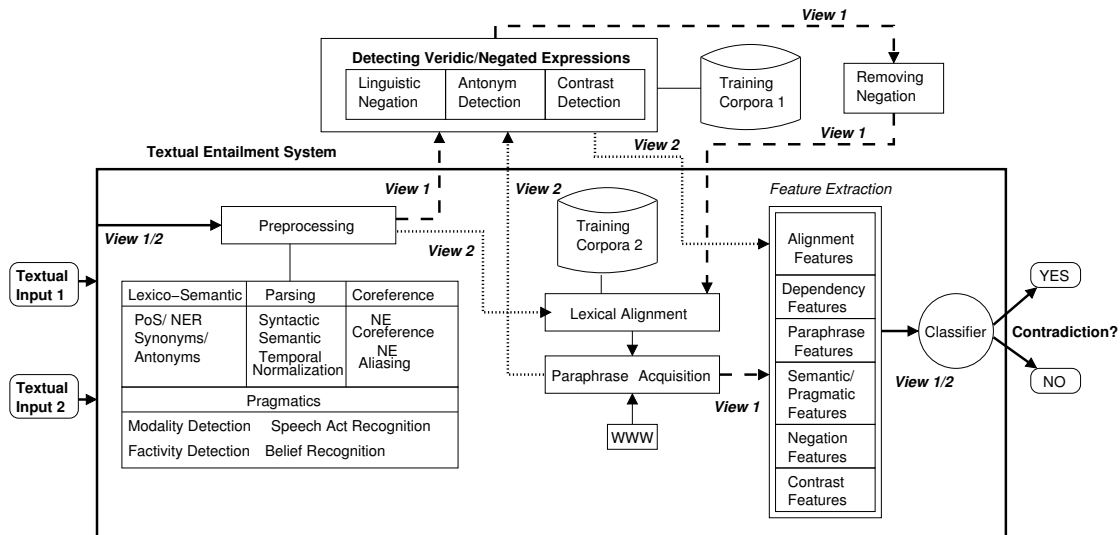 View 1
Detecting Veridic/Negated Expressions
Linguistic
Negation
Antonym
Detection
Contrast
Detection
Training
Corpora 1
Removing
Negation
View 1
View 2
Textual Entailment System
View 1
View 2
Feature Extraction
Preprocessing
View 1/2
View 2
Training
Corpora 2
Alignment
Features
Textual
Input 1
Lexico−Semantic
Parsing
Coreference
PoS/ NER
Synonyms/
Antonyms
Syntactic
Semantic
Temporal
Normalization
NE
Coreference
NE
Aliasing
Lexical Alignment
Dependency
Features
Paraphrase
Features
YES
Classifier
Contradiction?
NO
View 1/2
Textual
Input 2
Paraphrase Acquisition
View 1
Semantic/
Pragmatic
Features
Pragmatics
Modality Detection
Speech Act Recognition
Factivity Detection
Belief Recognition
WWW
Negation
Features
Contrast
Features